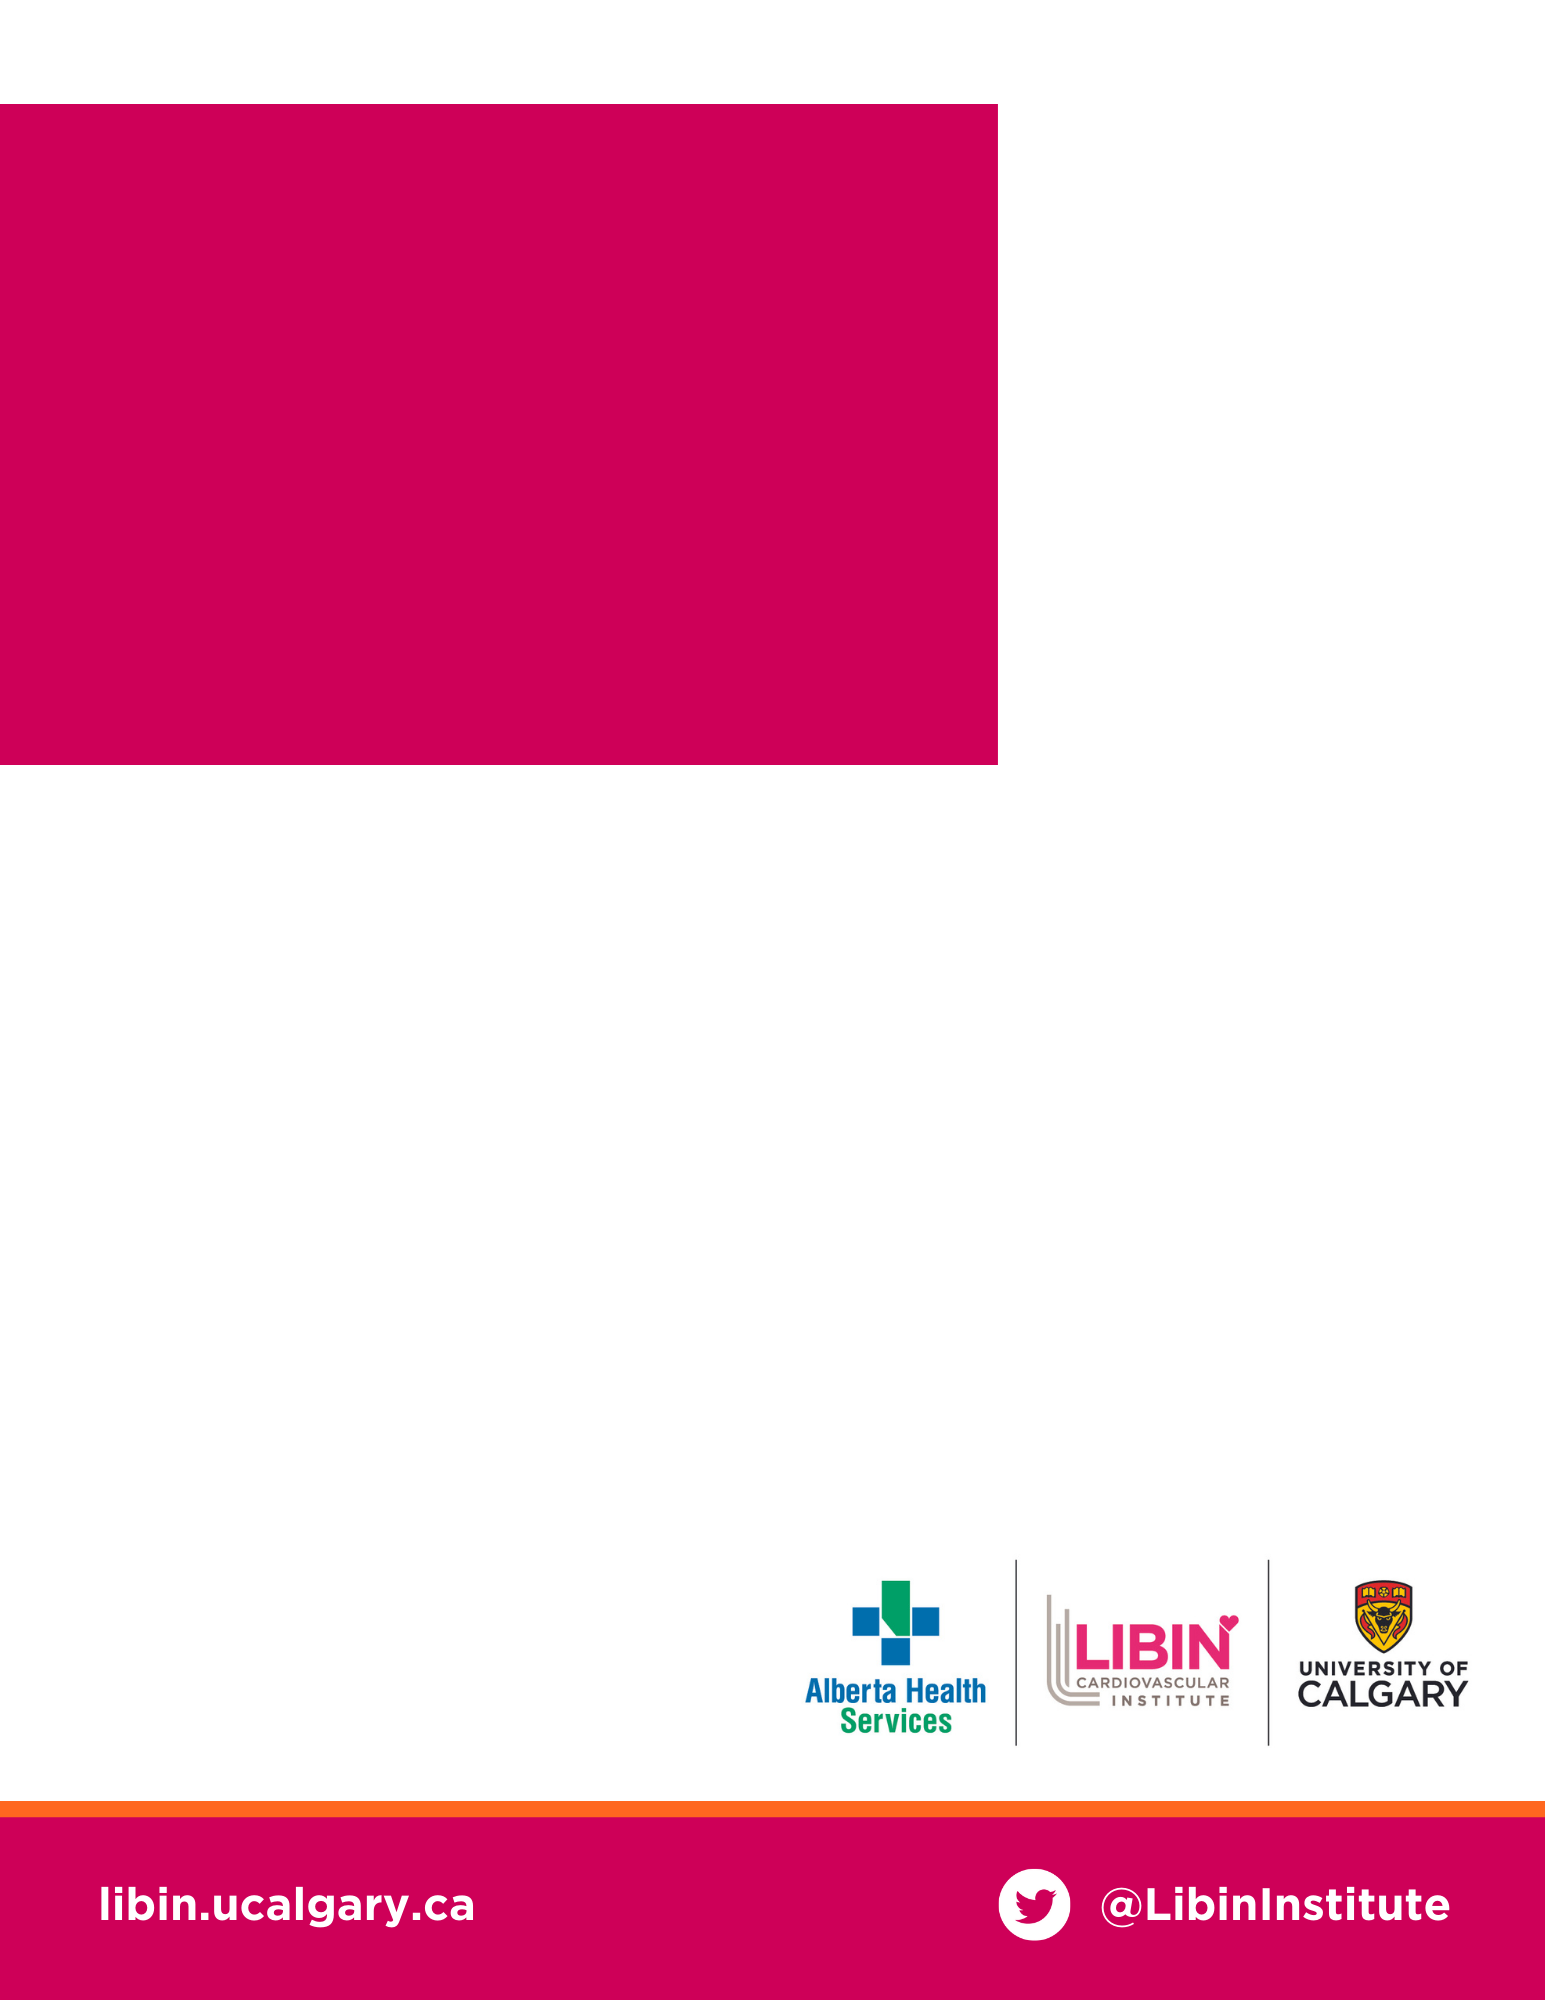 Alberta Health
Services
LIBIN
CARDIOVASCULAR
INSTITUTE
UNIVERSITY OF
CALGARY
libin.ucalgary.ca
@LibinInstitute